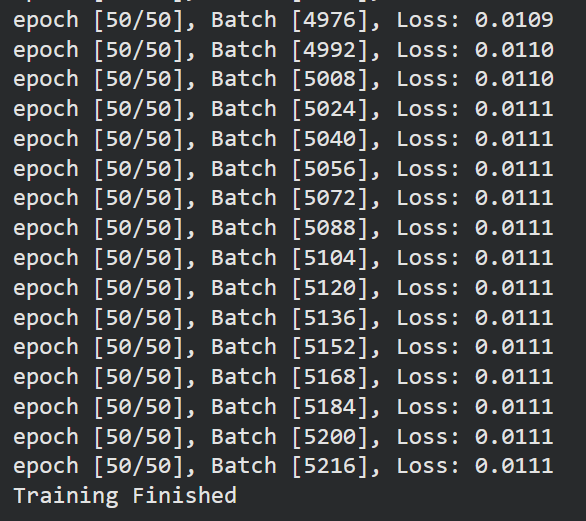 epoch [50/50], Batch [4976], Loss: 0.0109
epoch [50/50], Batch [4992], Loss: 0.0110
epoch [50/50], Batch [5008], Loss: 0.0110
epoch [50/50], Batch [5024], Loss: 0.0111
epoch [50/50], Batch [5040], Loss: 0.0111
epoch [50/50], Batch [5056], Loss: 0.0111
epoch [50/50], Batch [5072], Loss: 0.0111
epoch [50/50], Batch [5088], Loss: 0.0111
epoch [50/50], Batch [5104], Loss: 0.0111
epoch [50/50], Batch [5120], Loss: 0.0111
epoch [50/50], Batch [5136], Loss: 0.0111
epoch [50/50], Batch [5152], Loss: 0.0111
epoch [50/50], Batch [5168], Loss: 0.0111
epoch [50/50], Batch [5184], Loss: 0.0111
epoch [50/50], Batch [5200], Loss: 0.0111
epoch [50/50], Batch [5216], Loss: 0.0111
Training Finished